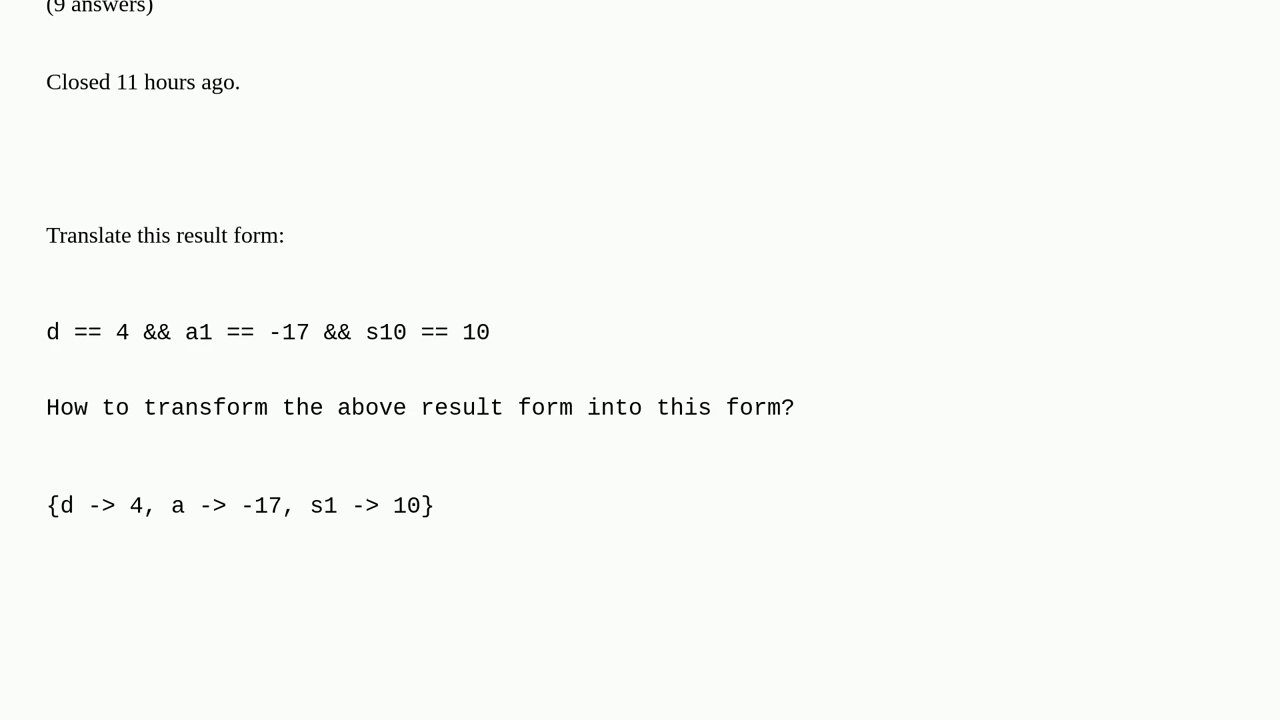 (9 answers)
Closed 11 hours ago.
Translate this result form:
d == 4 && a1 == -17 && s10 == 10
How to transform the above result form into this form?
{d -> 4, a -> -17, s1 -> 10}